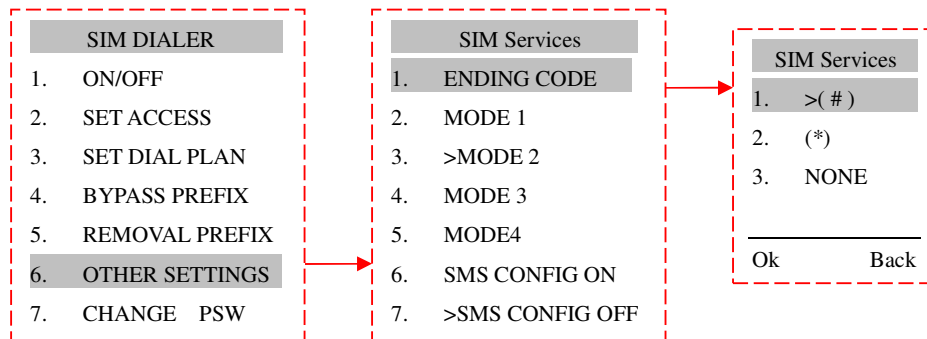 SIM DIALER
1. ON/OFF
2. SET ACCESS
3. SET DIAL PLAN
4. BYPASS PREFIX
5. REMOVAL PREFIX
6. OTHER SETTINGS
7. CHANGE PSW
SIM Services
1. ENDING CODE
2. MODE 1
3. >MODE 2
4. MODE 3
5. MODE4
6. SMS CONFIG ON
7. >SMS CONFIG OFF
SIM Services
1. >( # )
2. (*)
3. NONE
Ok Back